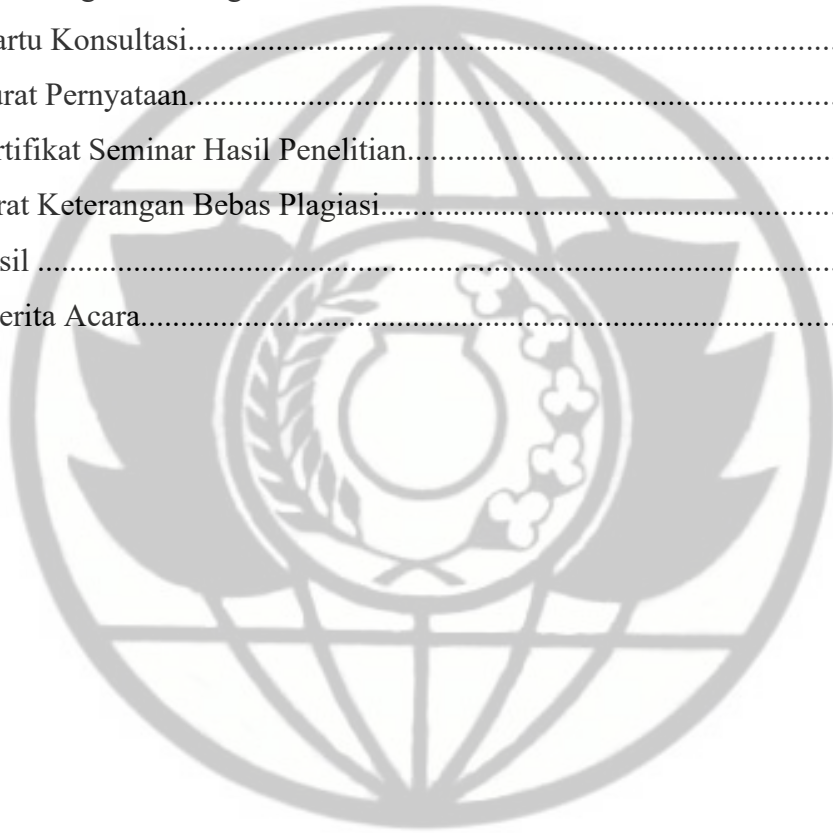 artu Konsultasi
urat Pernyataan
rtifikat Seminar Hasil Penelitian
rat Keterangan Bebas Plagiasi
sil
erita Acara